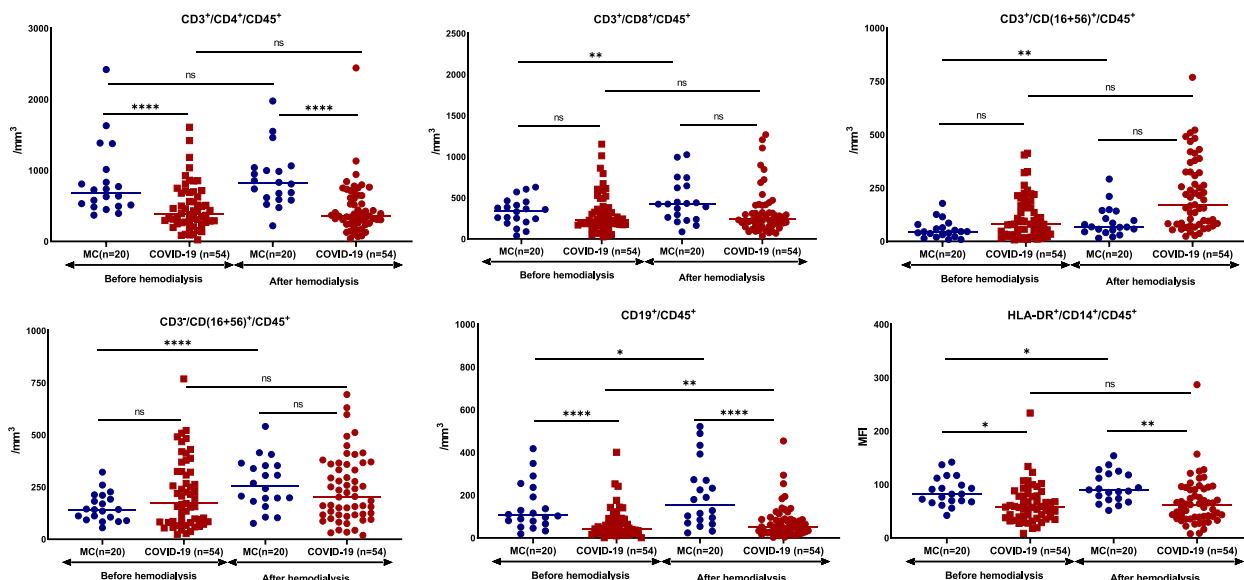 CD3⁺/CD4⁺/CD45⁺
3000
2000
1000
0
/mm³
ns
ns
****
****
MC(n=20) COVID-19 (n=54) MC(n=20) COVID-19 (n=54)
Before hemodialysis After hemodialysis
CD3⁺/CD8⁺/CD45⁺
2500
2000
1500
1000
500
0
/mm³
**
ns
ns
ns
MC(n=20) COVID-19 (n=54) MC(n=20) COVID-19 (n=54)
Before hemodialysis After hemodialysis
CD3⁺/CD(16+56)⁺/CD45⁺
1000
750
500
250
0
/mm³
**
ns
ns
ns
MC(n=20) COVID-19 (n=54) MC(n=20) COVID-19 (n=54)
Before hemodialysis After hemodialysis
CD3⁻/CD(16+56)⁺/CD45⁺
1000
750
500
250
0
/mm³
****
ns
ns
ns
MC(n=20) COVID-19 (n=54) MC(n=20) COVID-19 (n=54)
Before hemodialysis After hemodialysis
CD19⁺/CD45⁺
1000
800
600
400
200
0
/mm³
*
**
****
****
MC(n=20) COVID-19 (n=54) MC(n=20) COVID-19 (n=54)
Before hemodialysis After hemodialysis
HLA-DR⁺/CD14⁺/CD45⁺
400
300
200
100
0
MFI
*
ns
*
**
MC(n=20) COVID-19 (n=54) MC(n=20) COVID-19 (n=54)
Before hemodialysis After hemodialysis